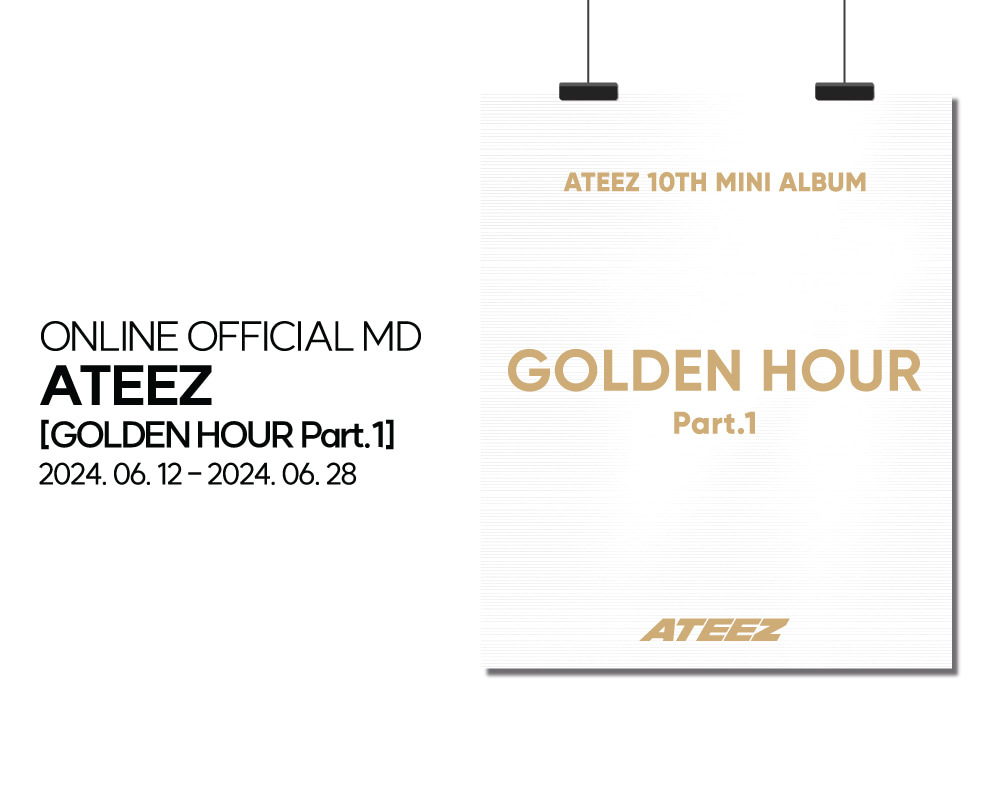 ONLINE OFFICIAL MD
ATEEZ
[GOLDEN HOUR Part.1]
2024. 06. 12 – 2024. 06. 28
ATEEZ 10TH MINI ALBUM
GOLDEN HOUR
Part.1
ATEEZ